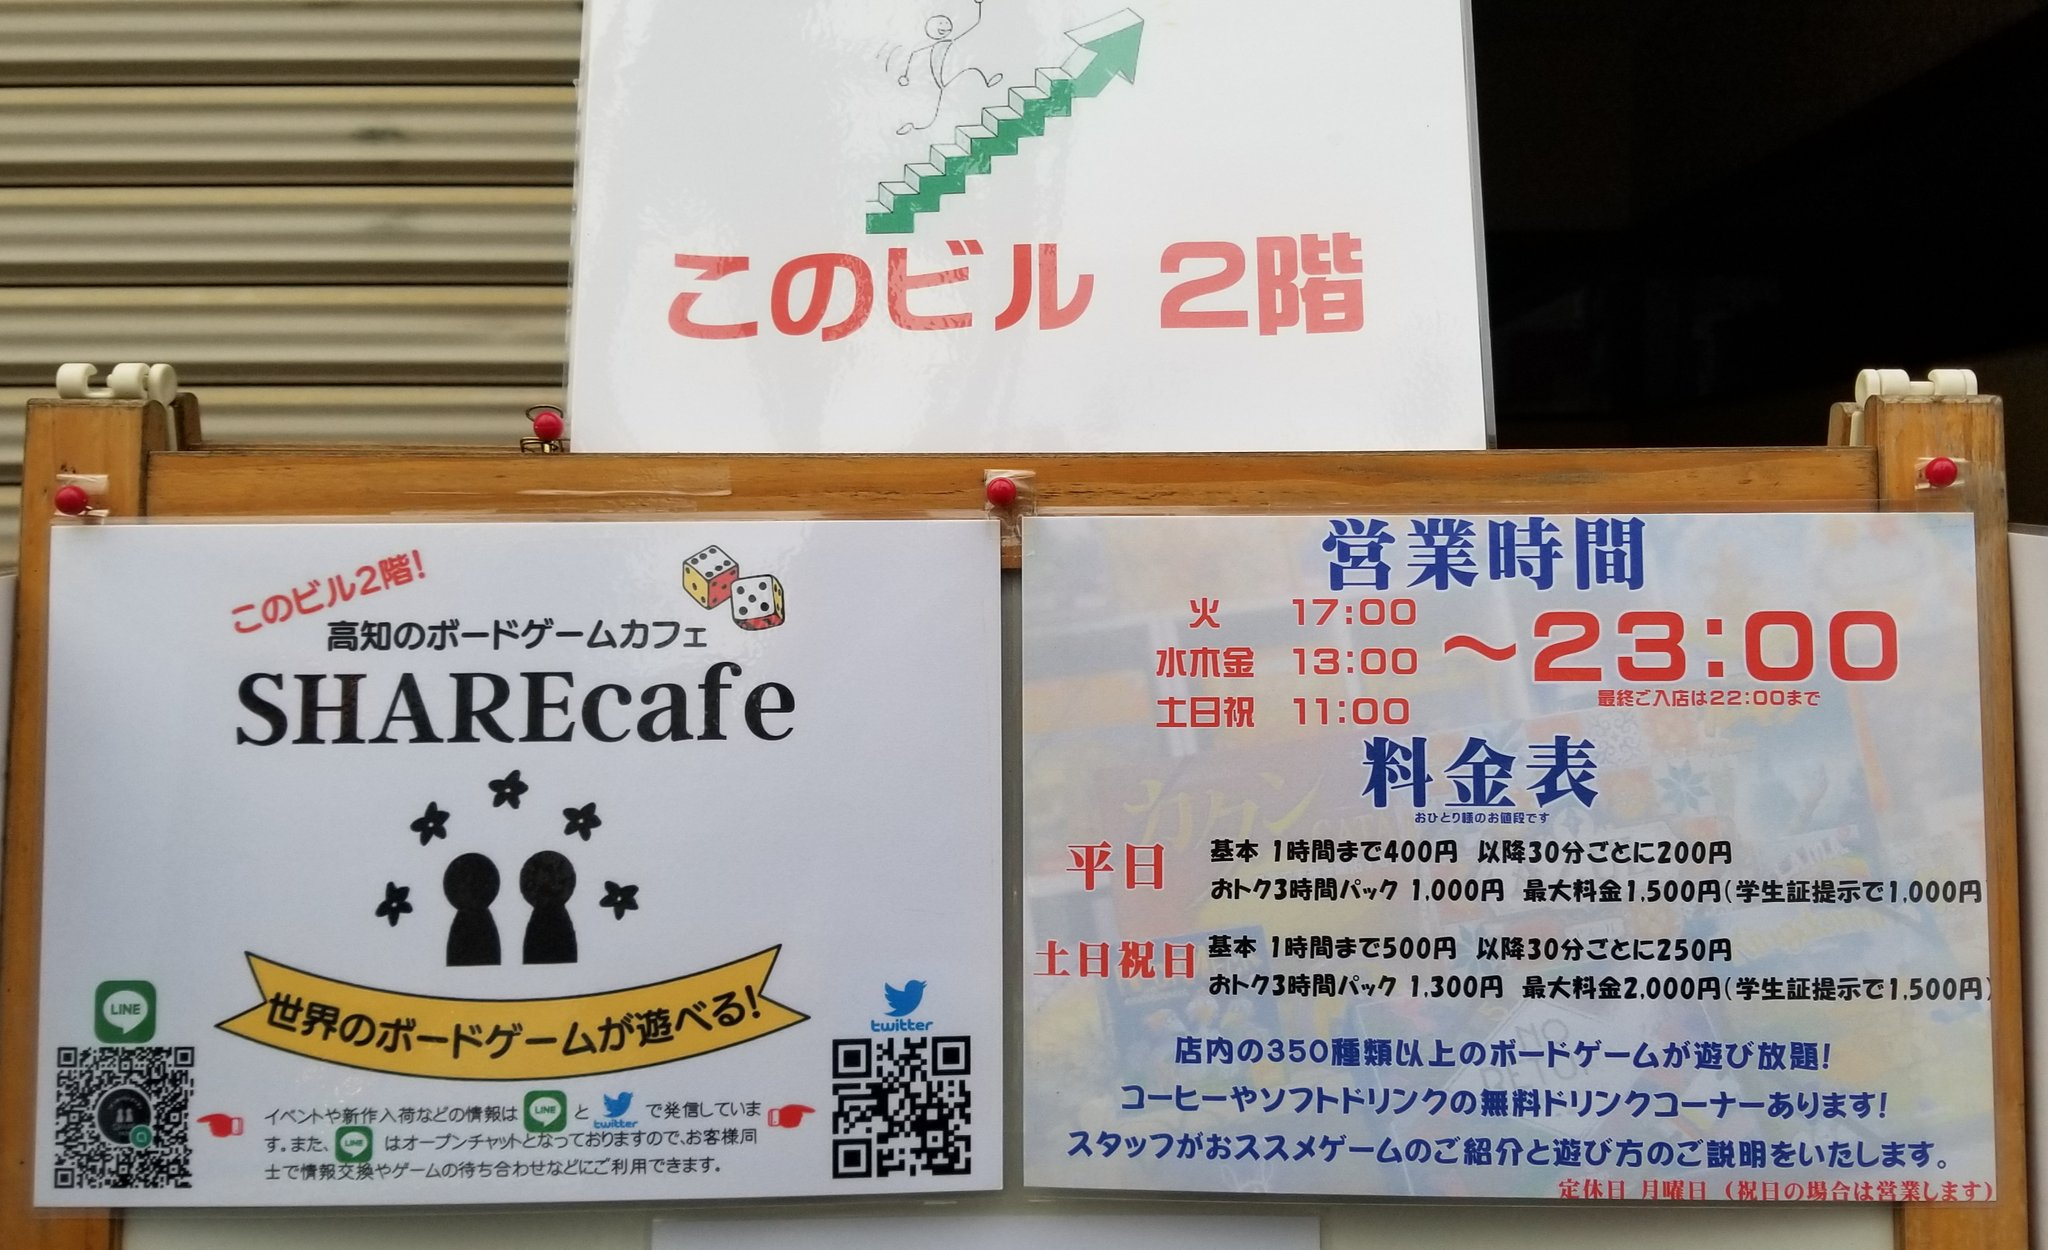 このビル 2階
このビル2階!
高知のボードゲームカフェ
SHAREcafe
世界のボードゲームが遊べる!
LINE
twitter
イベントや新作入荷などの情報は LINE と twitter で発信していま
す。また、 LINE はオープンチャットとなっておりますので、お客様同
士で情報交換やゲームの待ち合わせなどにご利用できます。
営業時間
火 17:00
水木金 13:00
土日祝 11:00
~23:00
最終ご入店は22:00まで
料金表
おひとり様のお値段です
平日
基本 1時間まで400円 以降30分ごとに200円
おトク3時間パック 1,000円 最大料金1,500円(学生証提示で1,000円
土日祝日
基本 1時間まで500円 以降30分ごとに250円
おトク3時間パック 1,300円 最大料金2,000円(学生証提示で1,500円)
店内の350種類以上のボードゲームが遊び放題!
コーヒーやソフトドリンクの無料ドリンクコーナーあります!
スタッフがおススメゲームのご紹介と遊び方のご説明をいたします。
定休日 月曜日 (祝日の場合は営業します)
カタン